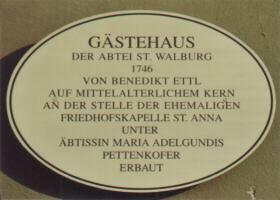 GÄSTEHAUS
DER ABTEI ST. WALBURG
1746
VON BENEDIKT ETTL
AUF MITTELALTERLICHEM KERN
AN DER STELLE DER EHEMALIGEN
FRIEDHOFSKAPELLE ST. ANNA
UNTER
ÄBTISSIN MARIA ADELGUNDIS
PETTENKOFER
ERBAUT